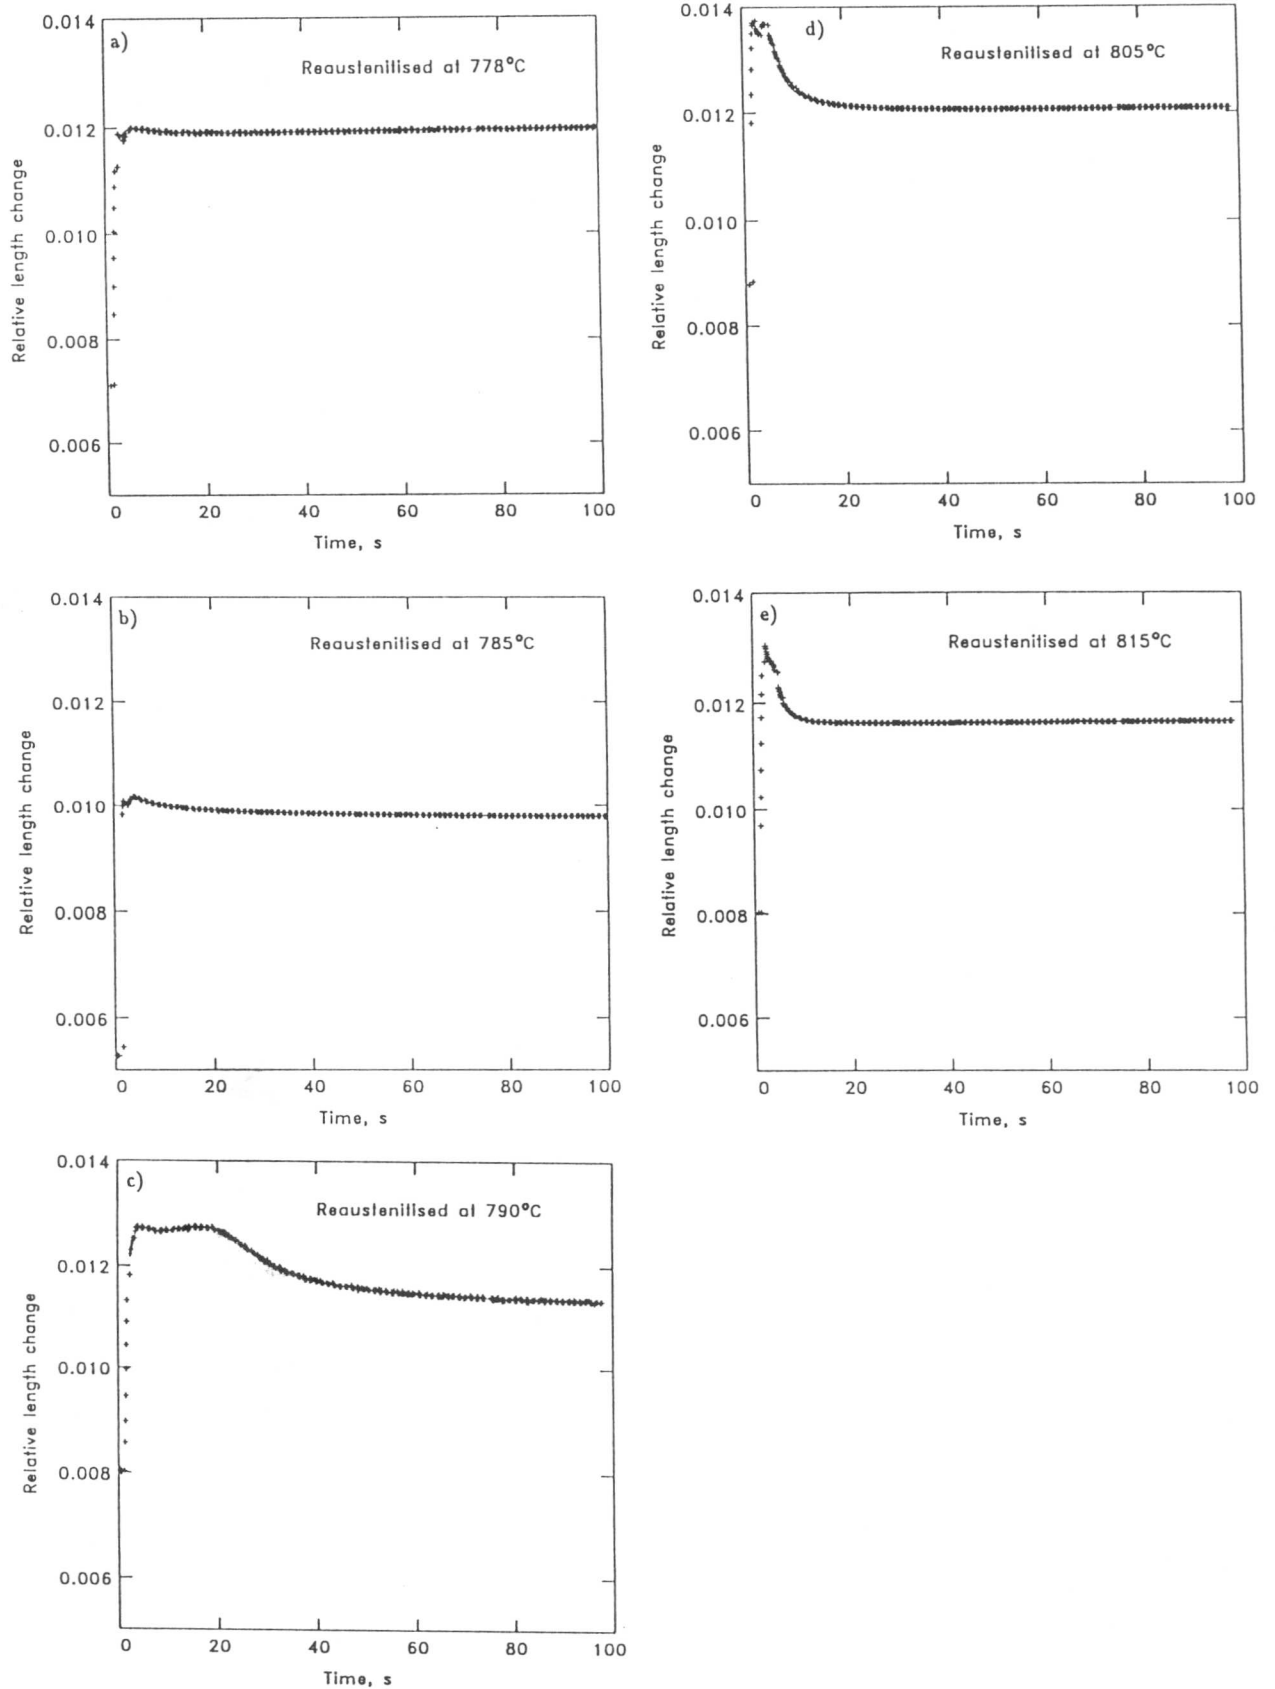 a)
Reaustenitised at 778°C
0.014
0.012
0.010
0.008
0.006
Relative length change
0 20 40 60 80 100
Time, s
b)
Reaustenitised at 785°C
0.014
0.012
0.010
0.008
0.006
Relative length change
0 20 40 60 80 100
Time, s
c)
Reaustenitised at 790°C
0.014
0.012
0.010
0.008
0.006
Relative length change
0 20 40 60 80 100
Time, s
d)
Reaustenitised at 805°C
0.014
0.012
0.010
0.008
0.006
Relative length change
0 20 40 60 80 100
Time, s
e)
Reaustenitised at 815°C
0.014
0.012
0.010
0.008
0.006
Relative length change
0 20 40 60 80 100
Time, s